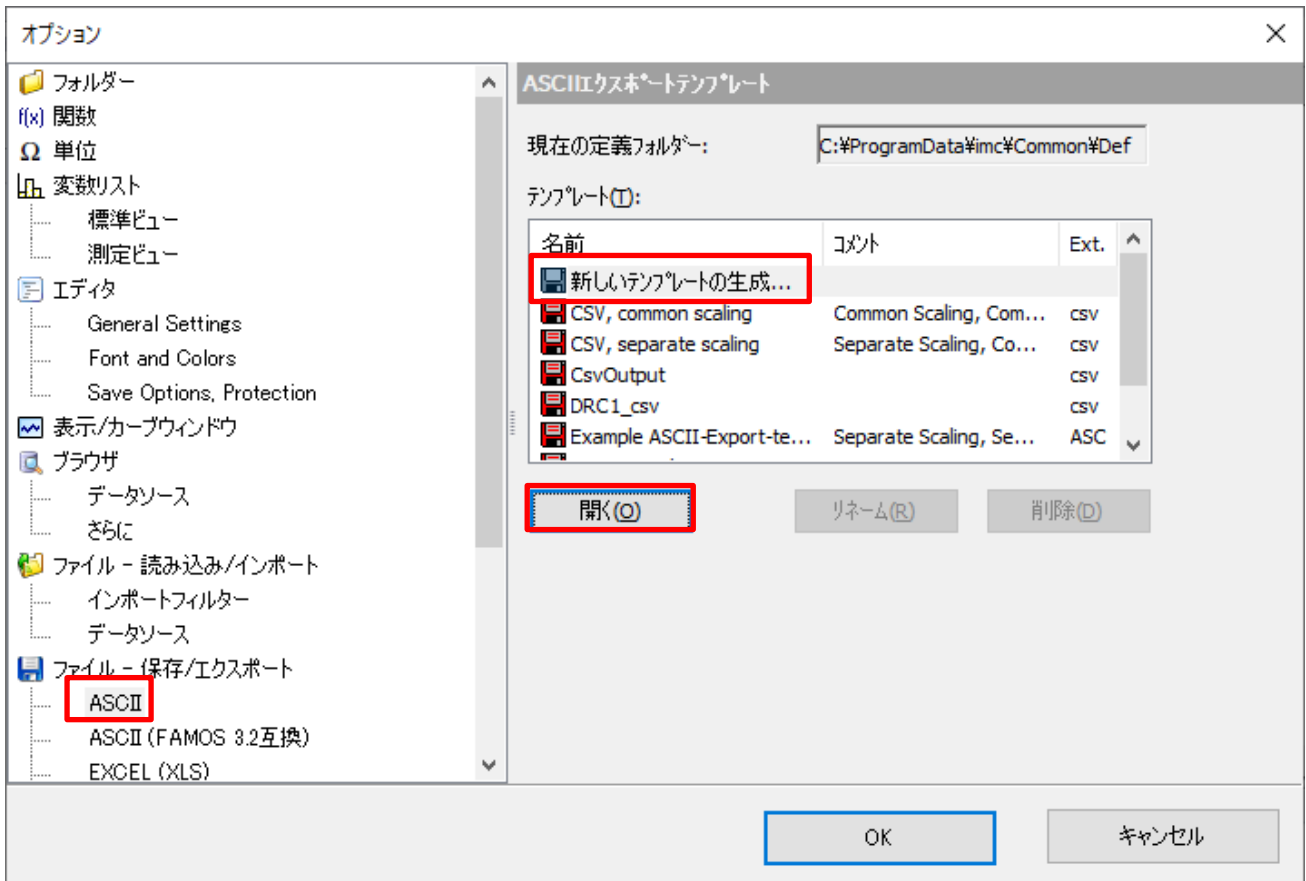 オプション
フォルダー
f(x) 関数
Ω 単位
変数リスト
標準ビュー
測定ビュー
エディタ
General Settings
Font and Colors
Save Options, Protection
表示/カーブウィンドウ
ブラウザ
データソース
さらに
ファイル - 読み込み/インポート
インポートフィルター
データソース
ファイル - 保存/エクスポート
ASCII
ASCII (FAMOS 3.2互換)
EXCEL (XLS)
ASCIIエクスポートテンプレート
現在の定義フォルダー: C:¥ProgramData¥imc¥Common¥Def
テンプレート(T):
名前 コメント Ext.
新しいテンプレートの生成...
CSV, common scaling Common Scaling, Com... csv
CSV, separate scaling Separate Scaling, Co... csv
CsvOutput csv
DRC1_csv csv
Example ASCII-Export-te... Separate Scaling, Se... ASC
開く(O) リネーム(R) 削除(D)
OK キャンセル